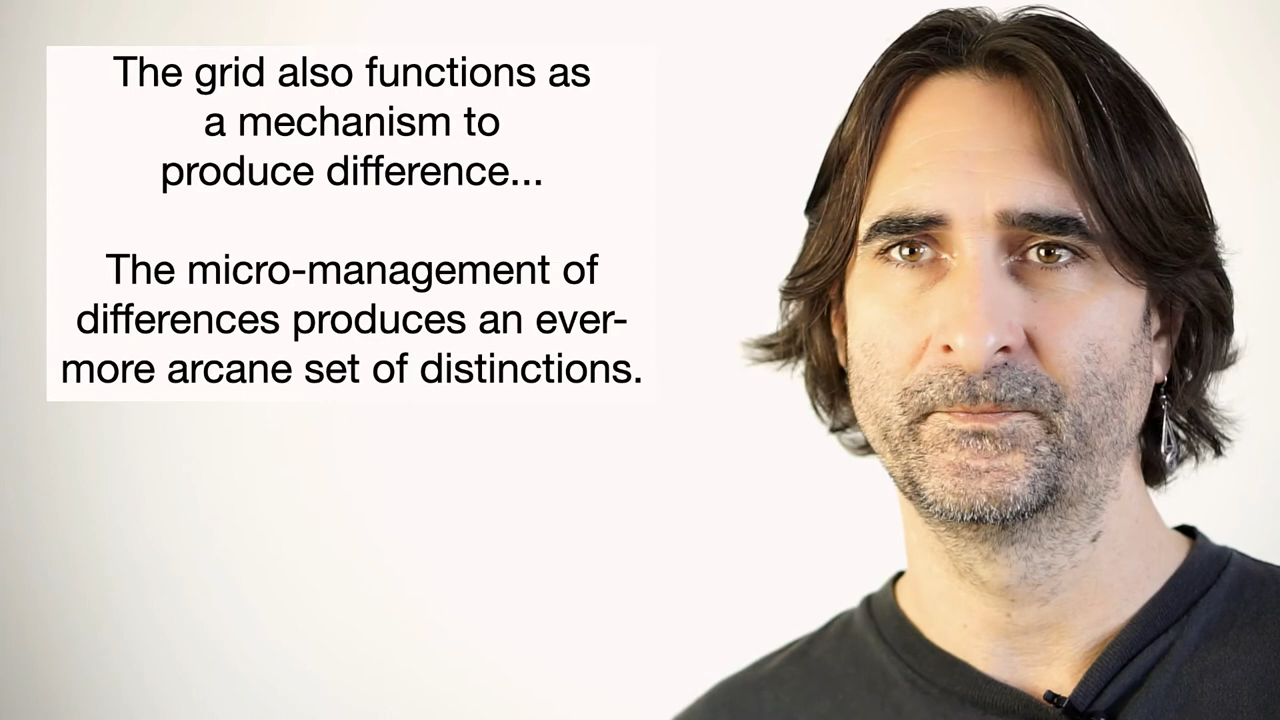 The grid also functions as
a mechanism to
produce difference...
The micro-management of
differences produces an ever-
more arcane set of distinctions.